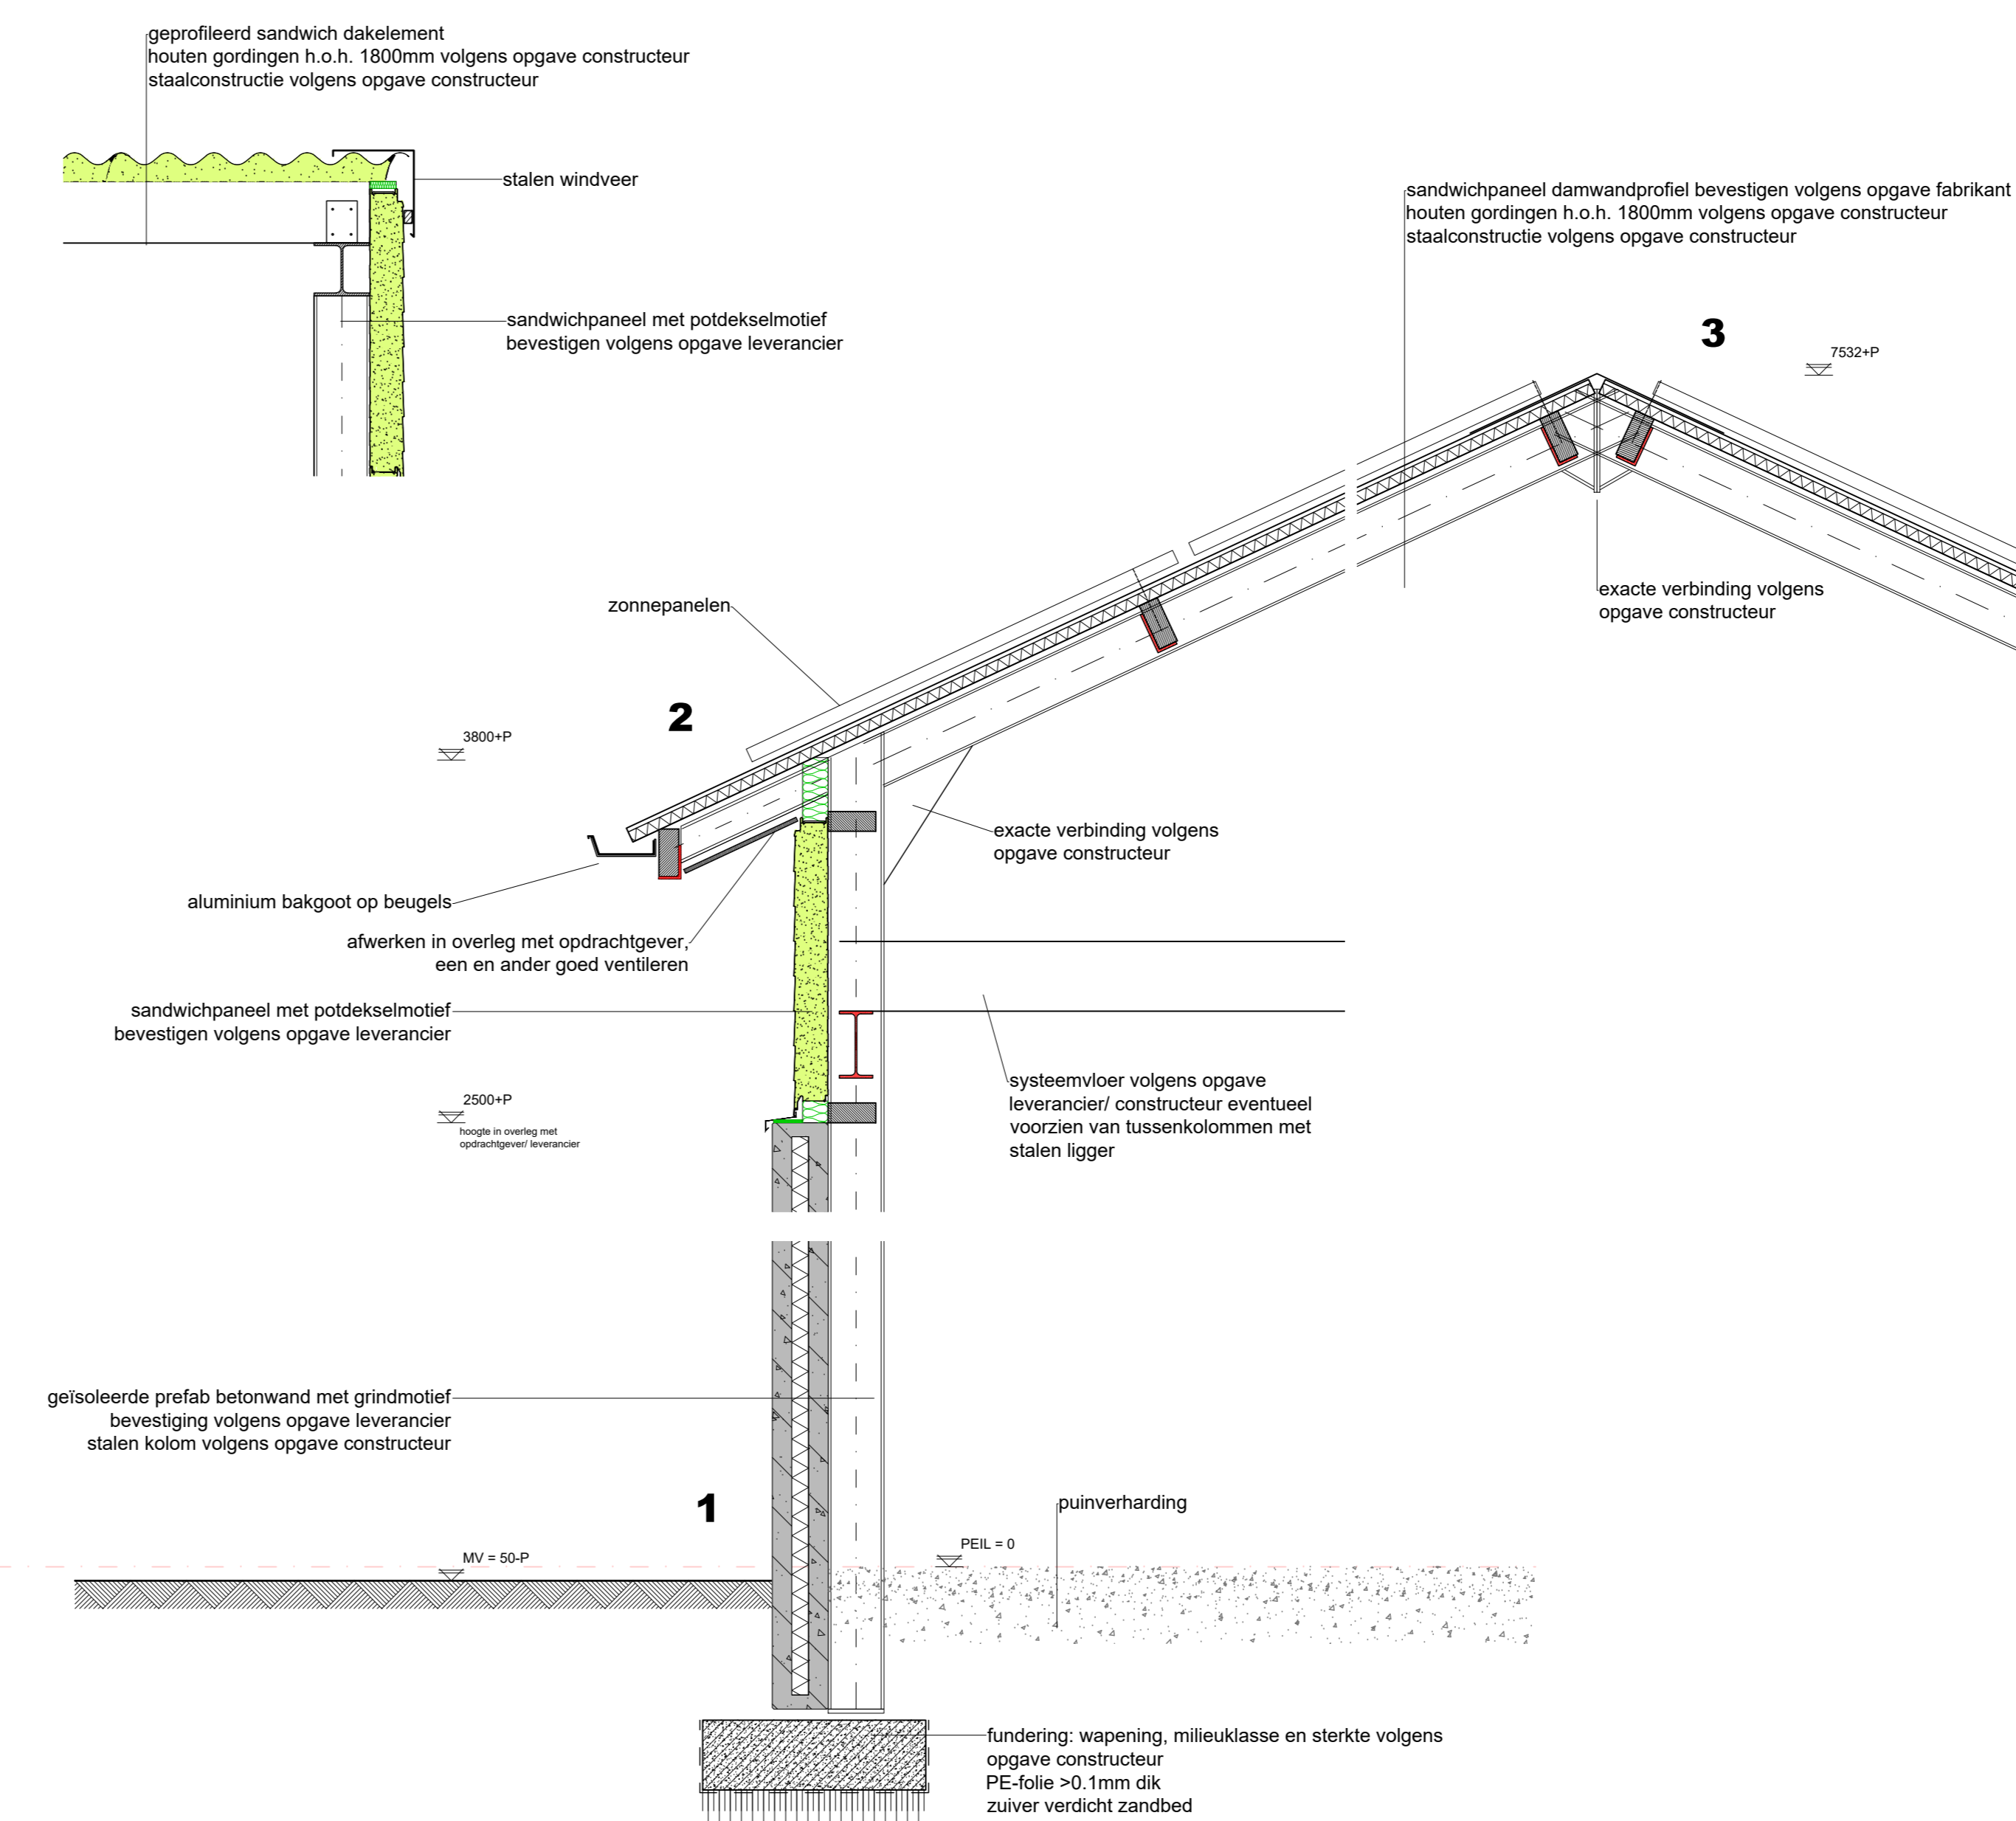 geprofileerd sandwich dakelement
houten gordingen h.o.h. 1800mm volgens opgave constructeur
staalconstructie volgens opgave constructeur
stalen windveer
sandwichpaneel met potdekselmotief
bevestigen volgens opgave leverancier
sandwichpaneel damwandprofiel bevestigen volgens opgave fabrikant
houten gordingen h.o.h. 1800mm volgens opgave constructeur
staalconstructie volgens opgave constructeur
3
7532+P
exacte verbinding volgens
opgave constructeur
zonnepanelen
2
3800+P
exacte verbinding volgens
opgave constructeur
aluminium bakgoot op beugels
afwerken in overleg met opdrachtgever,
een en ander goed ventileren
sandwichpaneel met potdekselmotief
bevestigen volgens opgave leverancier
systeemvloer volgens opgave
leverancier/ constructeur eventueel
voorzien van tussenkolommen met
stalen ligger
2500+P
hoogte in overleg met
opdrachtgever/ leverancier
geïsoleerde prefab betonwand met grindmotief
bevestiging volgens opgave leverancier
stalen kolom volgens opgave constructeur
1
puinverharding
MV = 50-P
PEIL = 0
fundering: wapening, milieuklasse en sterkte volgens
opgave constructeur
PE-folie >0.1mm dik
zuiver verdicht zandbed